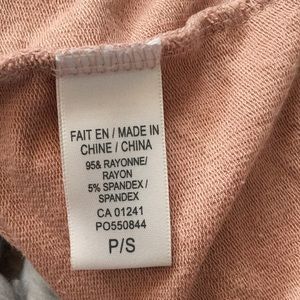 FAIT EN / MADE IN
CHINE / CHINA
95& RAYONNE/
RAYON
5% SPANDEX /
SPANDEX
CA 01241
PO550844
P/S